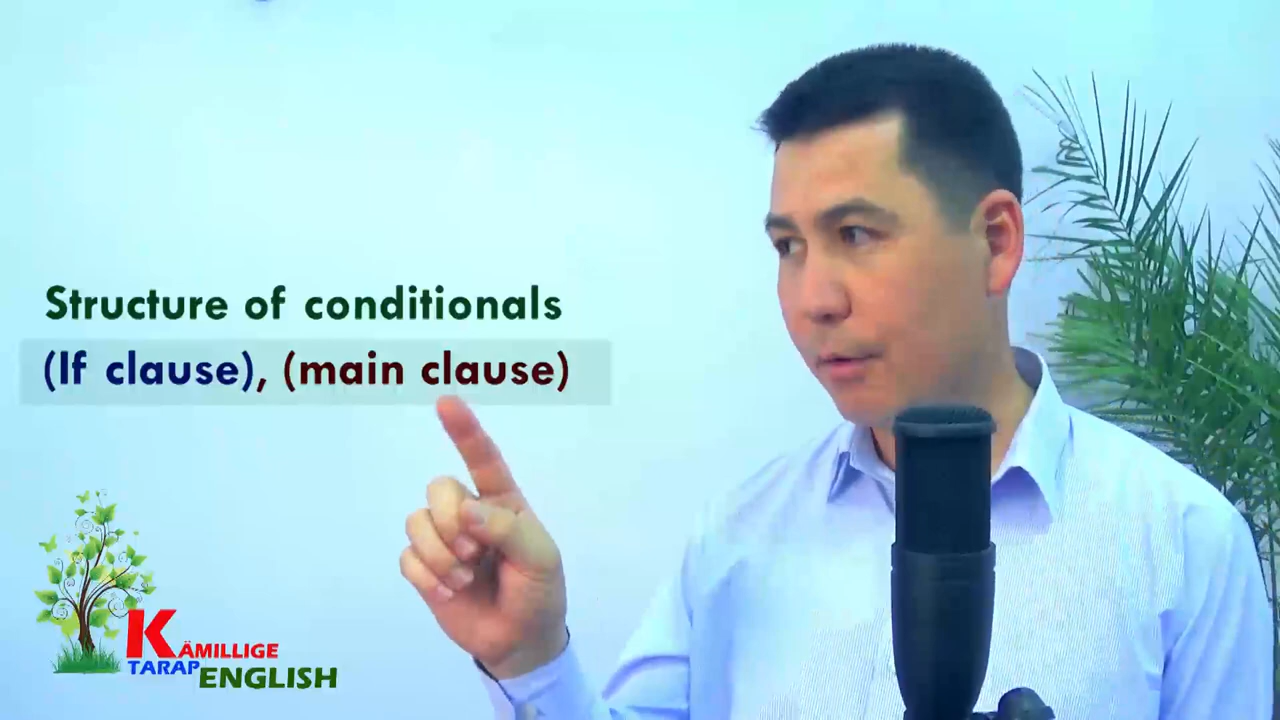 Structure of conditionals
(If clause), (main clause)
KÄMILLIGE
TARAP ENGLISH